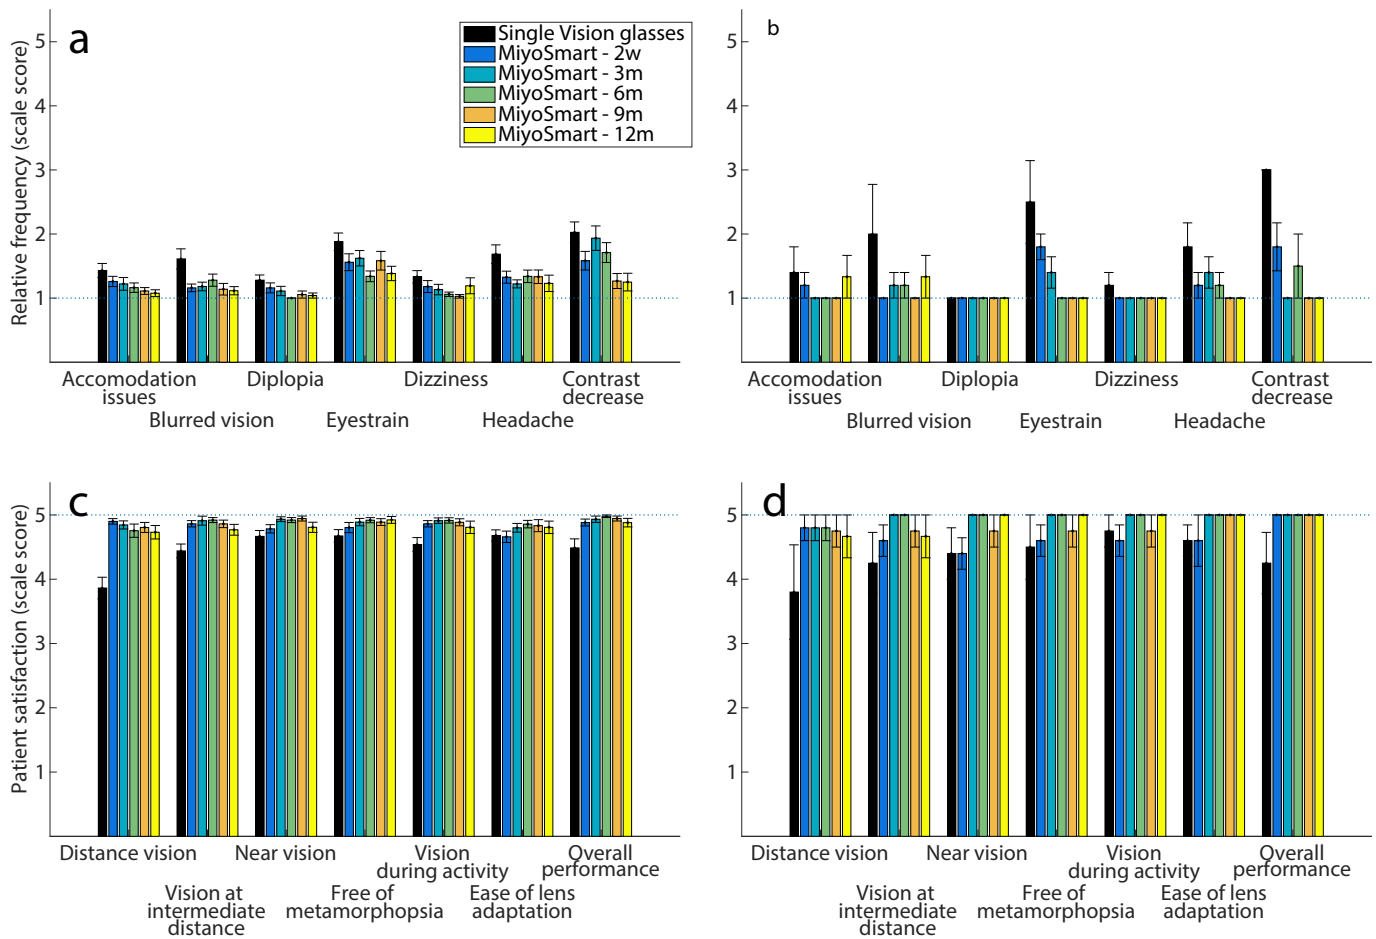 a
Single Vision glasses
MiyoSmart - 2w
MiyoSmart - 3m
MiyoSmart - 6m
MiyoSmart - 9m
MiyoSmart - 12m
Relative frequency (scale score)
5
4
3
2
1
Accomodation
issues
Blurred vision
Diplopia
Eyestrain
Dizziness
Headache
Contrast
decrease
b
5
4
3
2
1
Accomodation
issues
Blurred vision
Diplopia
Eyestrain
Dizziness
Headache
Contrast
decrease
c
Patient satisfaction (scale score)
5
4
3
2
1
Distance vision
Vision at
intermediate
distance
Near vision
Free of
metamorphopsia
Vision
during activity
Ease of lens
adaptation
Overall
performance
d
5
4
3
2
1
Distance vision
Vision at
intermediate
distance
Near vision
Free of
metamorphopsia
Vision
during activity
Ease of lens
adaptation
Overall
performance